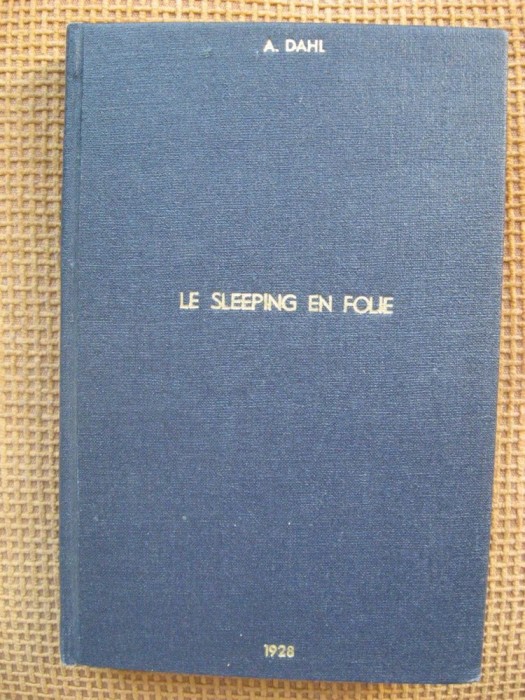 A. DAHL
LE SLEEPING EN FOLIE
1928